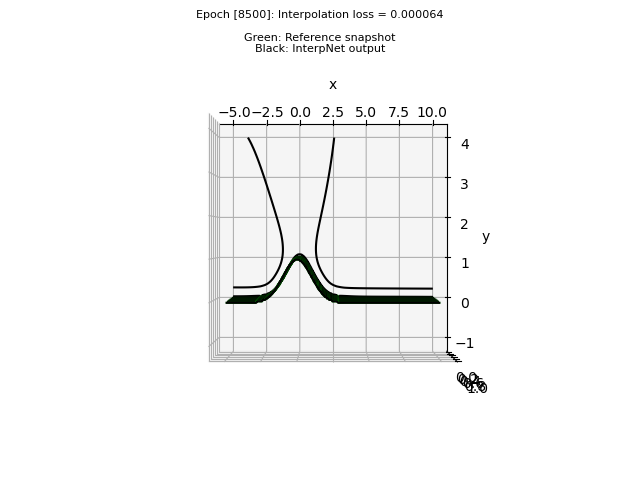 Epoch [8500]: Interpolation loss = 0.000064
Green: Reference snapshot
Black: InterpNet output
x
−5.0 −2.5 0.0 2.5 5.0 7.5 10.0
4
3
2
y
1
0
−1